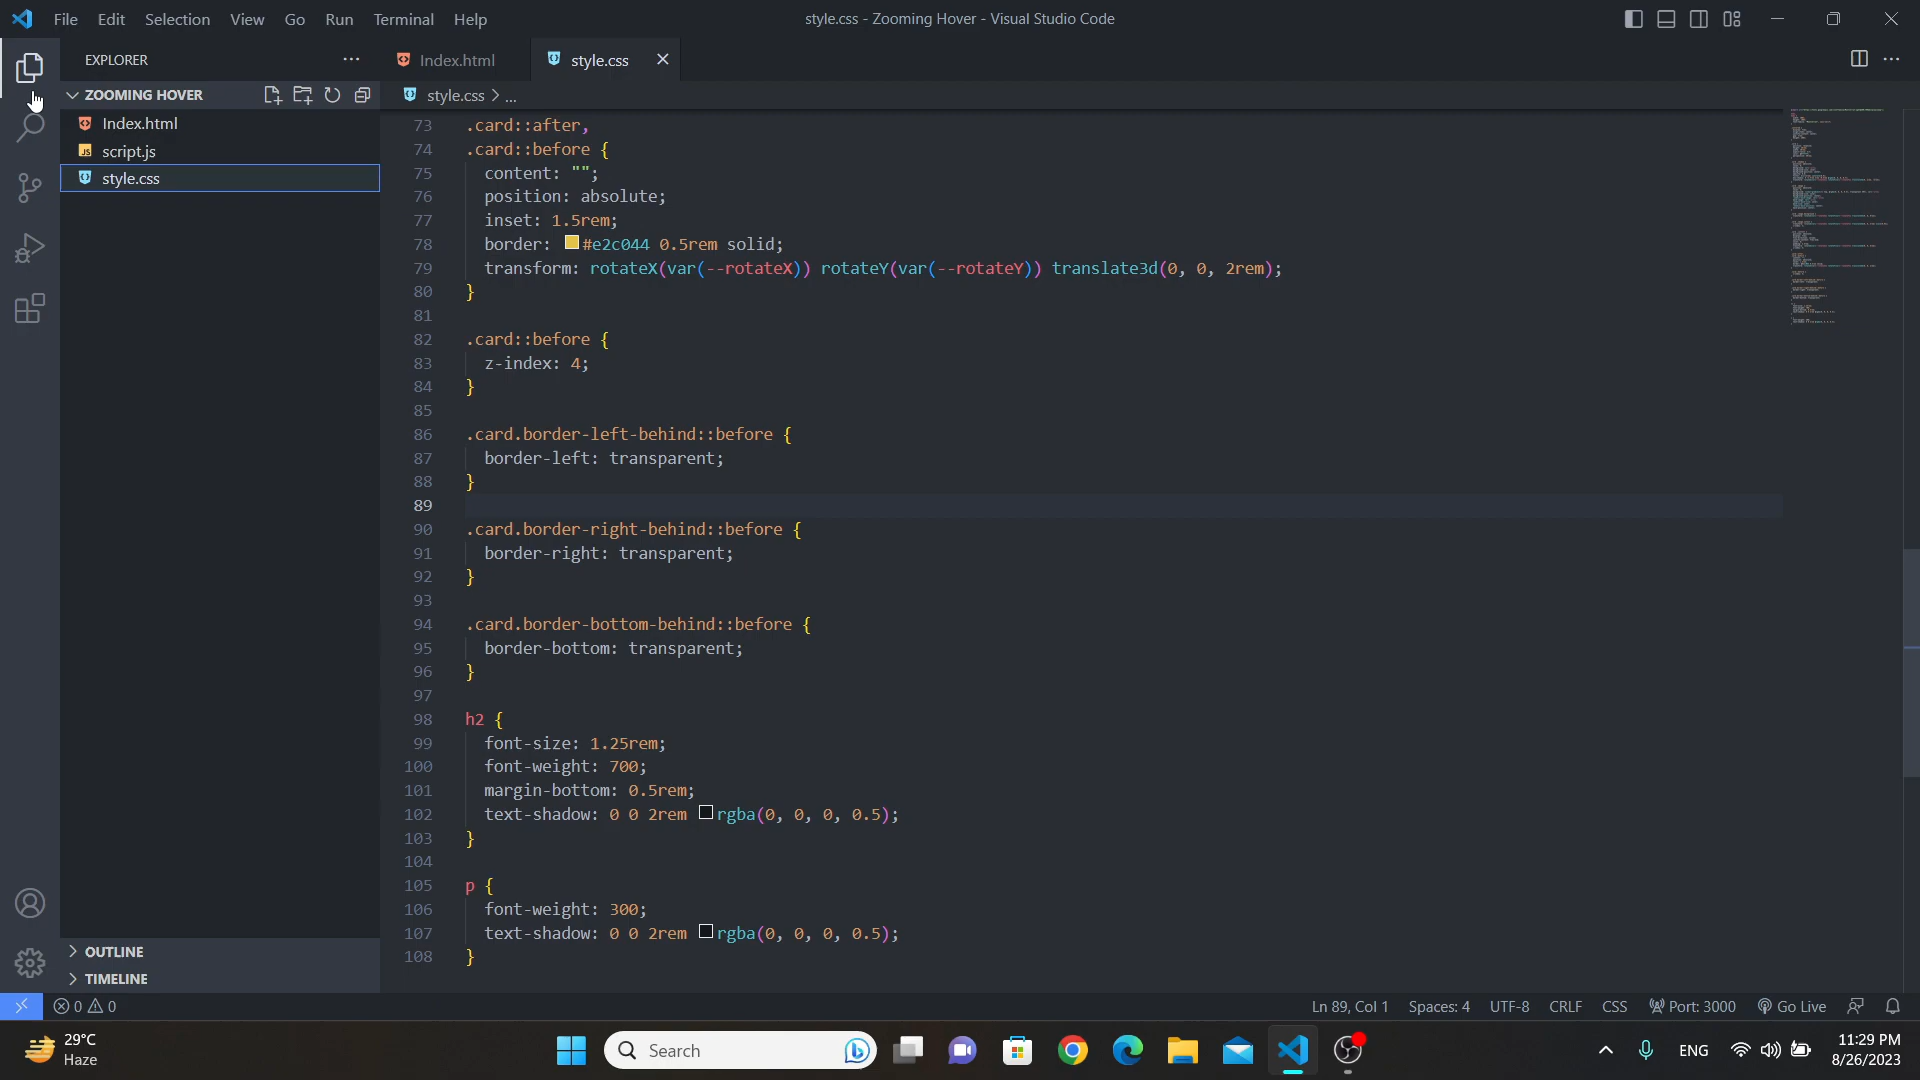 File Edit Selection View Go Run Terminal Help
style.css - Zooming Hover - Visual Studio Code
EXPLORER
ZOOMING HOVER
Index.html
script.js
style.css
OUTLINE
TIMELINE
Index.html style.css
style.css > ...
73 .card::after,
74 .card::before {
75 content: "";
76 position: absolute;
77 inset: 1.5rem;
78 border: #e2c044 0.5rem solid;
79 transform: rotateX(var(--rotateX)) rotateY(var(--rotateY)) translate3d(0, 0, 2rem);
80 }
81
82 .card::before {
83 z-index: 4;
84 }
85
86 .card.border-left-behind::before {
87 border-left: transparent;
88 }
89
90 .card.border-right-behind::before {
91 border-right: transparent;
92 }
93
94 .card.border-bottom-behind::before {
95 border-bottom: transparent;
96 }
97
98 h2 {
99 font-size: 1.25rem;
100 font-weight: 700;
101 margin-bottom: 0.5rem;
102 text-shadow: 0 0 2rem rgba(0, 0, 0, 0.5);
103 }
104
105 p {
106 font-weight: 300;
107 text-shadow: 0 0 2rem rgba(0, 0, 0, 0.5);
108 }
0 0 Ln 89, Col 1 Spaces: 4 UTF-8 CRLF CSS Port: 3000 Go Live
29°C
Haze
Search
ENG
11:29 PM
8/26/2023